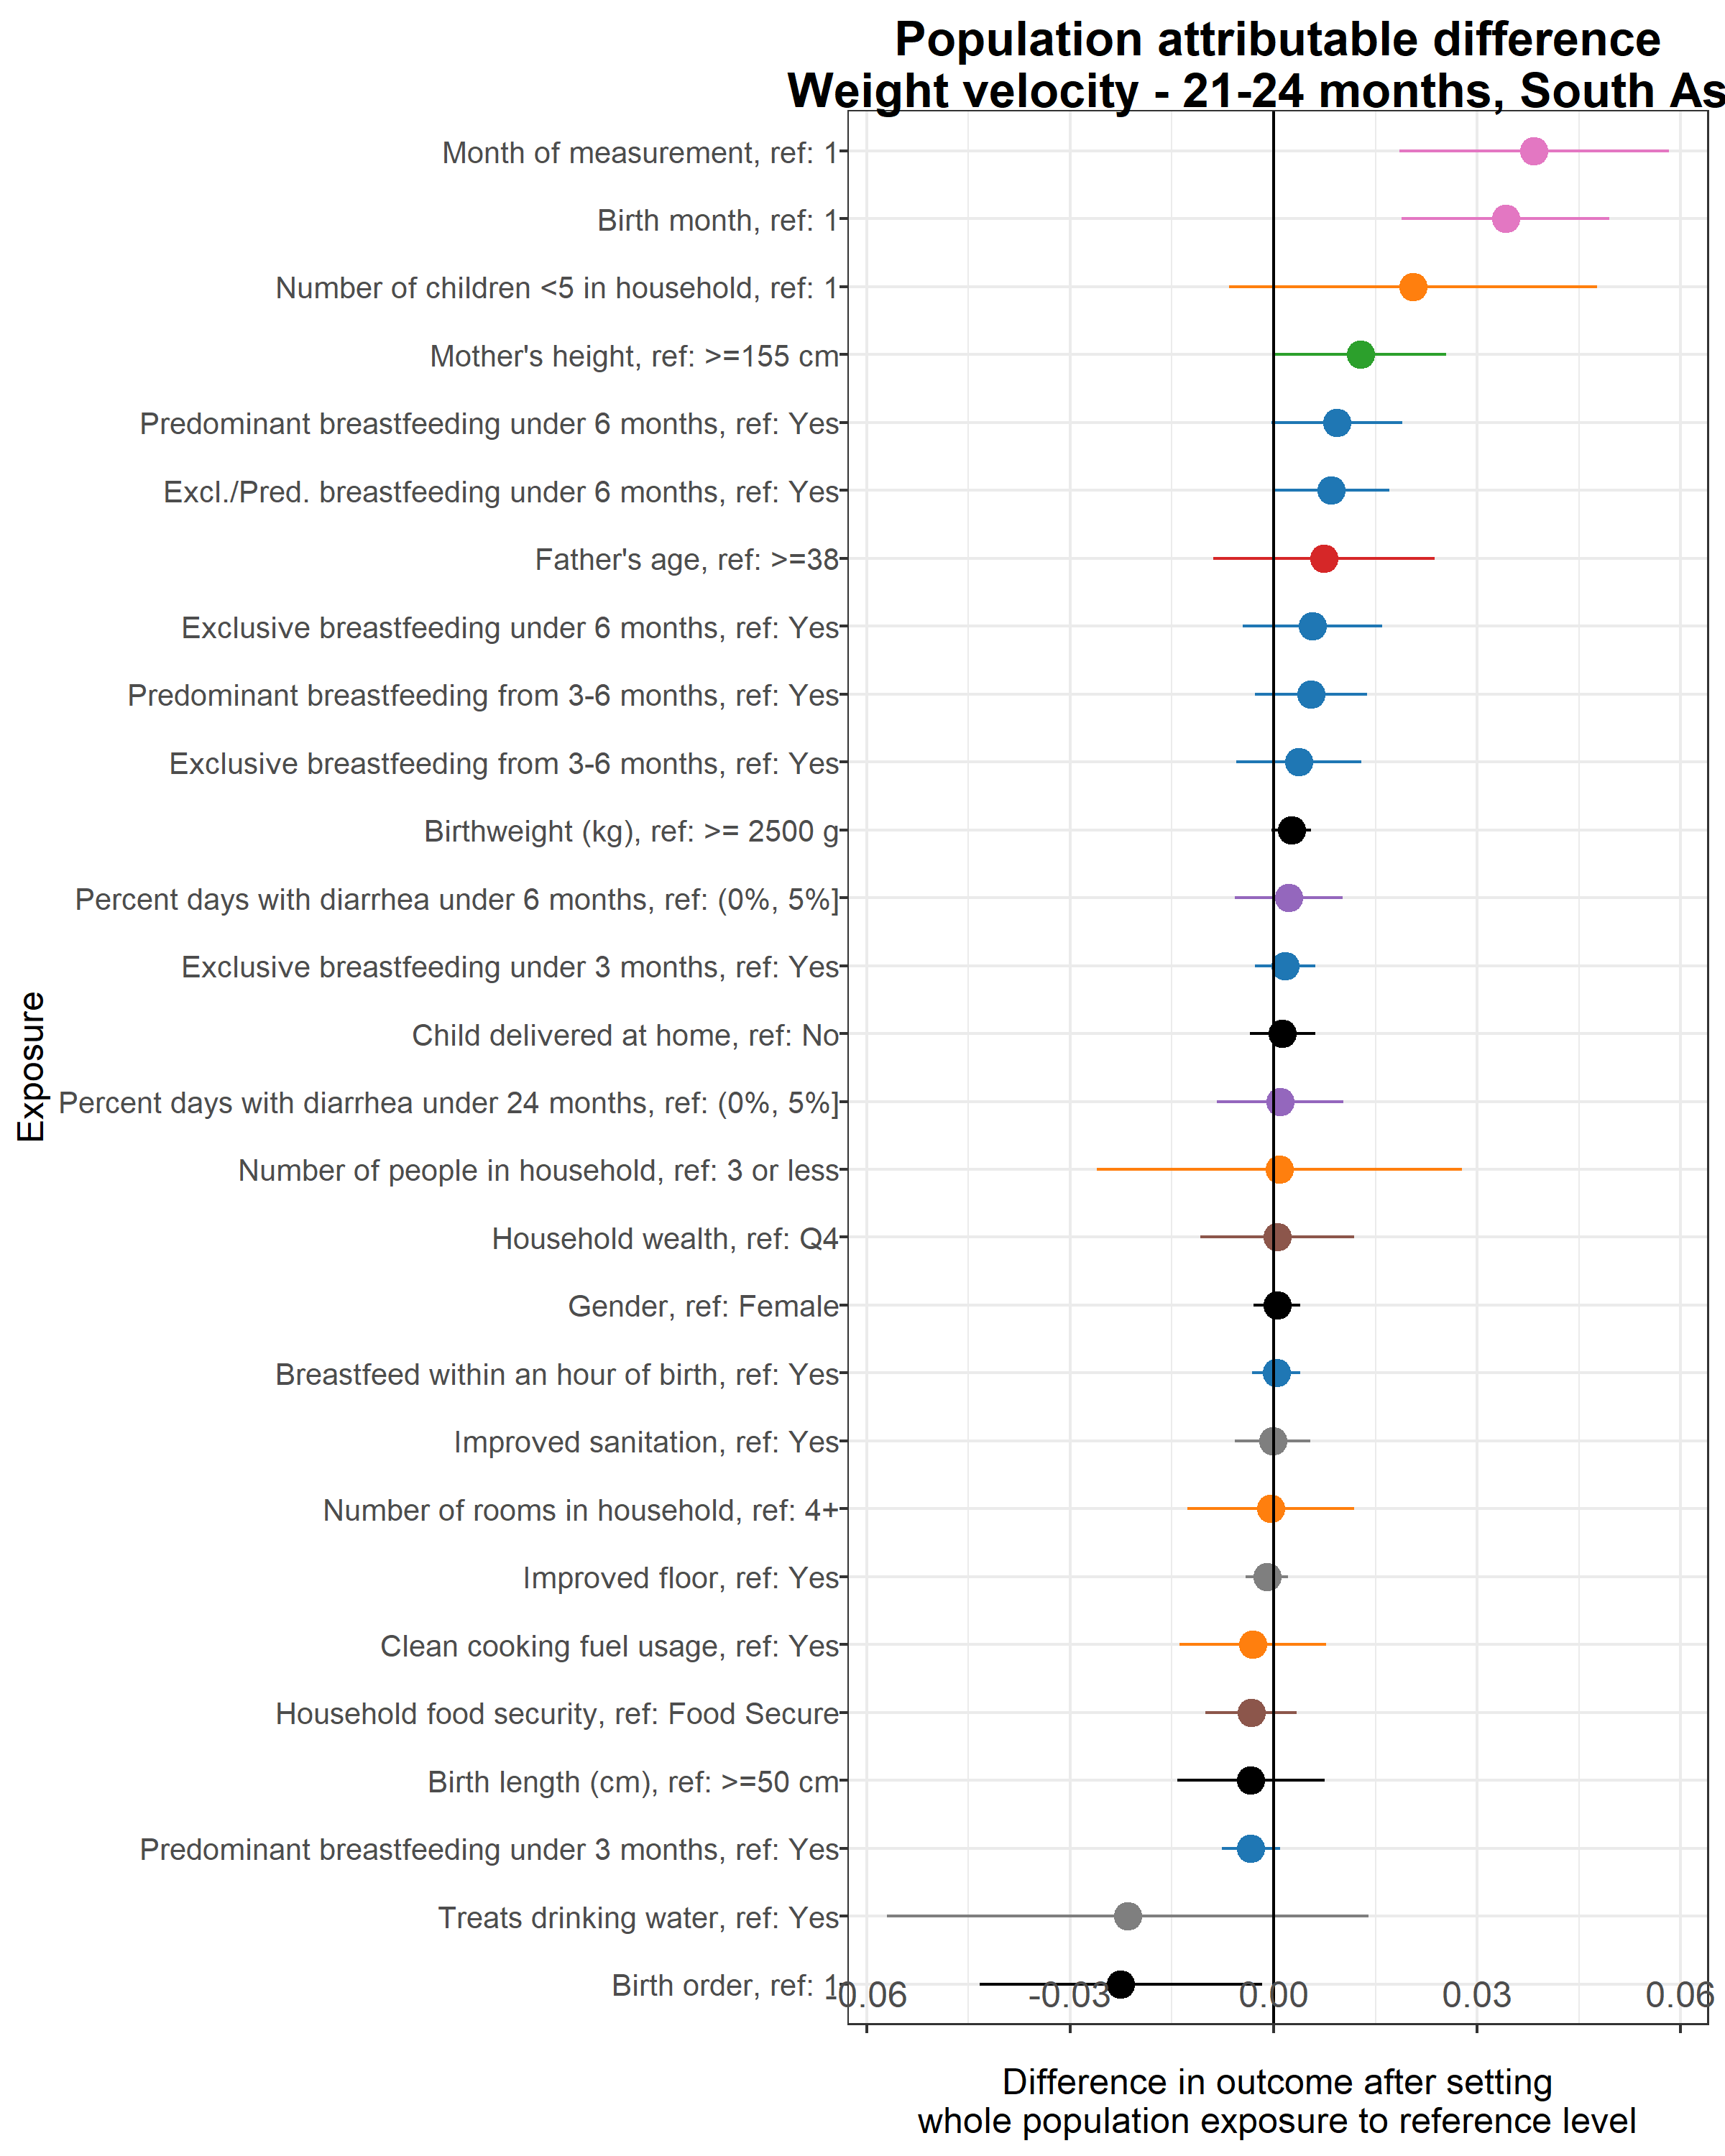 Population attributable difference
Weight velocity - 21-24 months, South As
Month of measurement, ref: 1
Birth month, ref: 1
Number of children <5 in household, ref: 1
Mother's height, ref: >=155 cm
Predominant breastfeeding under 6 months, ref: Yes
Excl./Pred. breastfeeding under 6 months, ref: Yes
Father's age, ref: >=38
Exclusive breastfeeding under 6 months, ref: Yes
Predominant breastfeeding from 3-6 months, ref: Yes
Exclusive breastfeeding from 3-6 months, ref: Yes
Birthweight (kg), ref: >= 2500 g
Percent days with diarrhea under 6 months, ref: (0%, 5%]
Exclusive breastfeeding under 3 months, ref: Yes
Child delivered at home, ref: No
Percent days with diarrhea under 24 months, ref: (0%, 5%]
Number of people in household, ref: 3 or less
Household wealth, ref: Q4
Gender, ref: Female
Breastfeed within an hour of birth, ref: Yes
Improved sanitation, ref: Yes
Number of rooms in household, ref: 4+
Improved floor, ref: Yes
Clean cooking fuel usage, ref: Yes
Household food security, ref: Food Secure
Birth length (cm), ref: >=50 cm
Predominant breastfeeding under 3 months, ref: Yes
Treats drinking water, ref: Yes
Birth order, ref: 1
Exposure
-0.06 -0.03 0.00 0.03 0.06
Difference in outcome after setting
whole population exposure to reference level